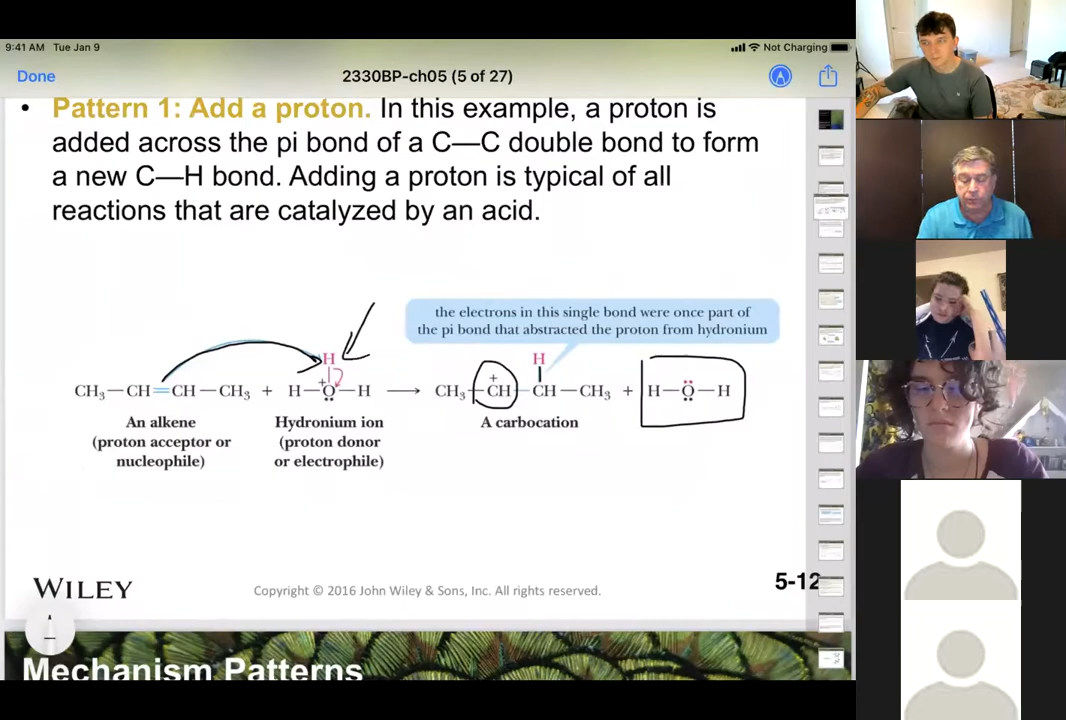 9:41 AM Tue Jan 9
Not Charging
Done
2330BP-ch05 (5 of 27)
• Pattern 1: Add a proton. In this example, a proton is
added across the pi bond of a C—C double bond to form
a new C—H bond. Adding a proton is typical of all
reactions that are catalyzed by an acid.
the electrons in this single bond were once part of
the pi bond that abstracted the proton from hydronium
H
H
CH₃—CH=CH—CH₃ + H—O—H ⟶ CH₃—CH—CH—CH₃ + H—O—H
+
+
An alkene
(proton acceptor or
nucleophile)
Hydronium ion
(proton donor
or electrophile)
A carbocation
WILEY
Copyright © 2016 John Wiley & Sons, Inc. All rights reserved.
5-12
Mechanism Patterns